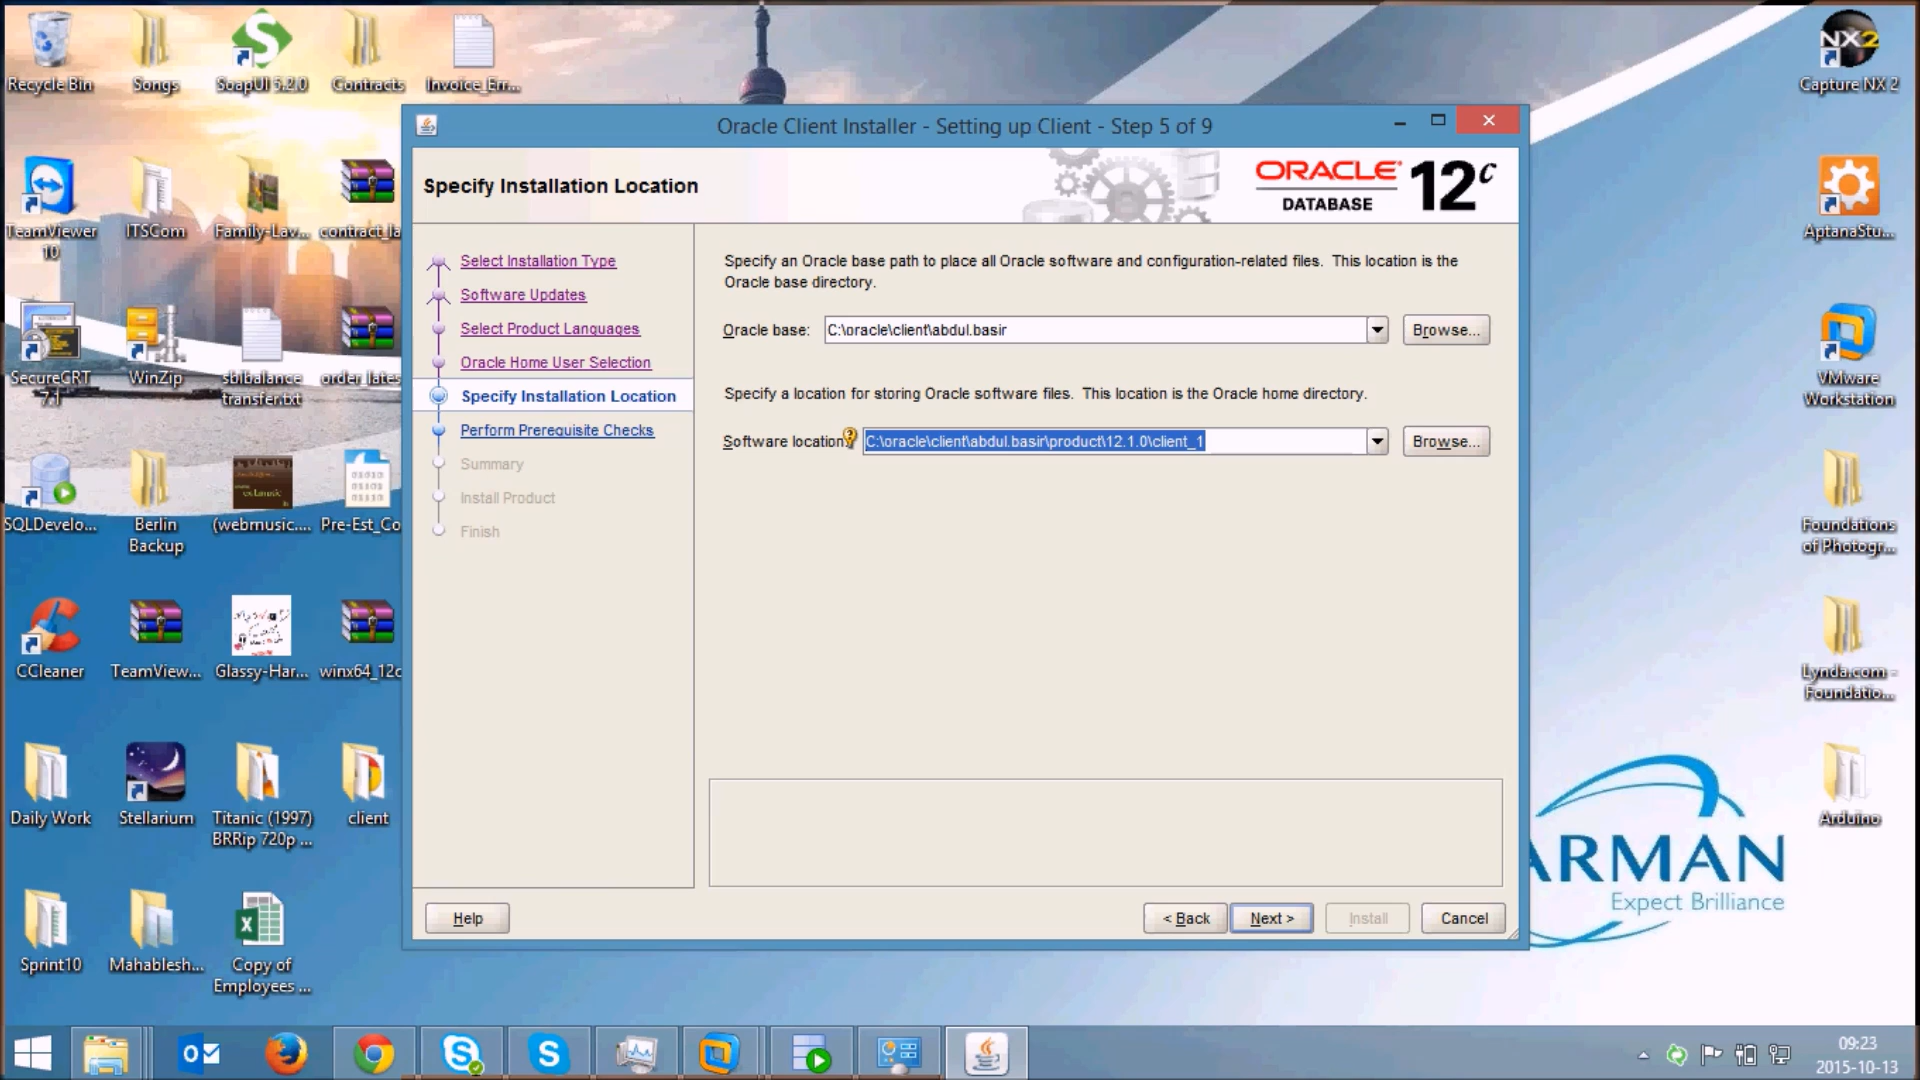 Recycle Bin
Songs
SoapUI 5.2.0
Contracts
Invoice_Err...
NX2
Capture NX 2
TeamViewer
10
ITSCom
Family-Law...
contract_la
AptanaStu...
SecureCRT
7.1
WinZip
sblbalance
transfer.txt
order_lates
VMware
Workstation
SQLDevelo...
Berlin
Backup
(webmusic....
Pre-Est_Co
Foundations
of Photogr...
CCleaner
TeamView...
Glassy-Har...
winx64_12c
Lynda.com -
Foundatio...
Daily Work
Stellarium
Titanic (1997)
BRRip 720p ...
client
Arduino
Sprint10
Mahablesh...
Copy of
Employees ...
Oracle Client Installer - Setting up Client - Step 5 of 9
Specify Installation Location
ORACLE
DATABASE
12c
Select Installation Type
Software Updates
Select Product Languages
Oracle Home User Selection
Specify Installation Location
Perform Prerequisite Checks
Summary
Install Product
Finish
Specify an Oracle base path to place all Oracle software and configuration-related files. This location is the
Oracle base directory.
Oracle base: C:\oracle\client\abdul.basir Browse...
Specify a location for storing Oracle software files. This location is the Oracle home directory.
Software location: C:\oracle\client\abdul.basir\product\12.1.0\client_1 Browse...
Help
< Back
Next >
Install
Cancel
ARMAN
Expect Brilliance
09:23
2015-10-13